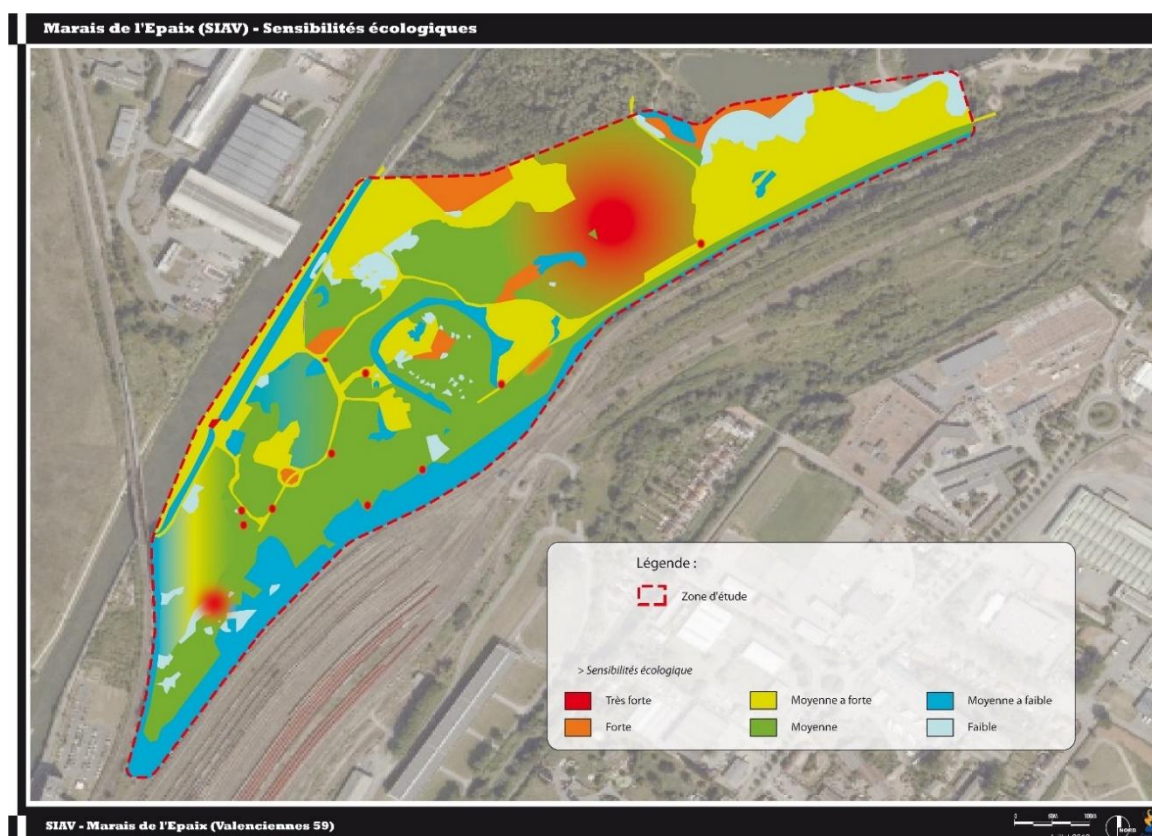 Marais de l'Epaix (SIAV) - Sensibilités écologiques
Légende :
Zone d'étude
> Sensibilités écologique
Très forte
Moyenne a forte
Moyenne a faible
Forte
Moyenne
Faible
SIAV - Marais de l'Epaix (Valenciennes 59)
NORD